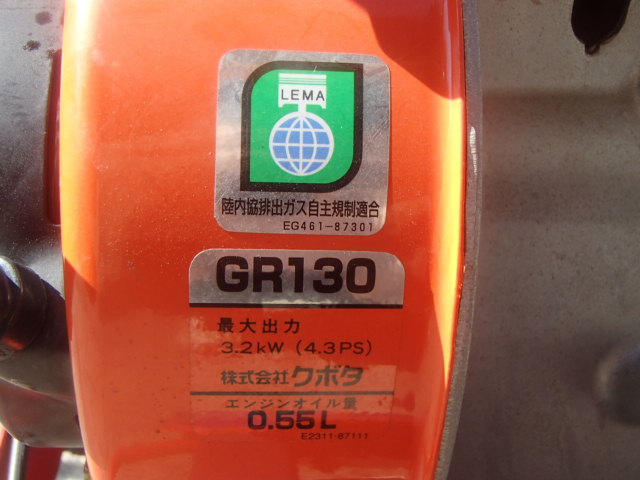 LEMA
陸内協排出ガス自主規制適合
EG461-87301
GR130
最大出力
3.2kW (4.3PS)
株式会社クボタ
エンジンオイル量
0.55L
E2311-87111